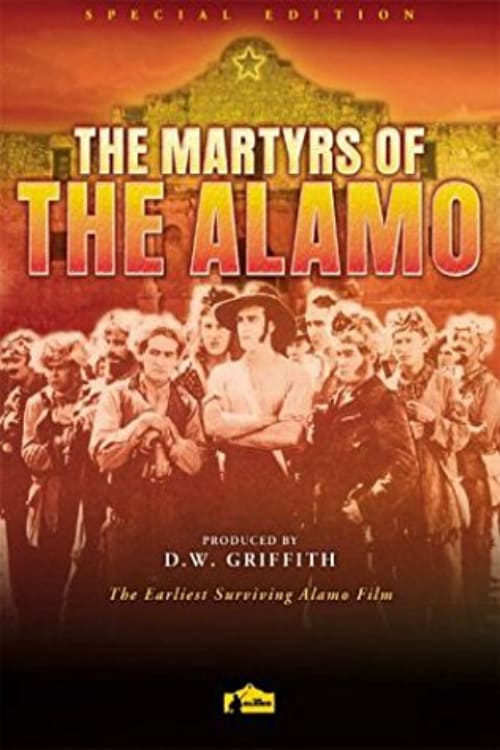 SPECIAL EDITION
THE MARTYRS OF
THE ALAMO
PRODUCED BY
D.W. GRIFFITH
The Earliest Surviving Alamo Film